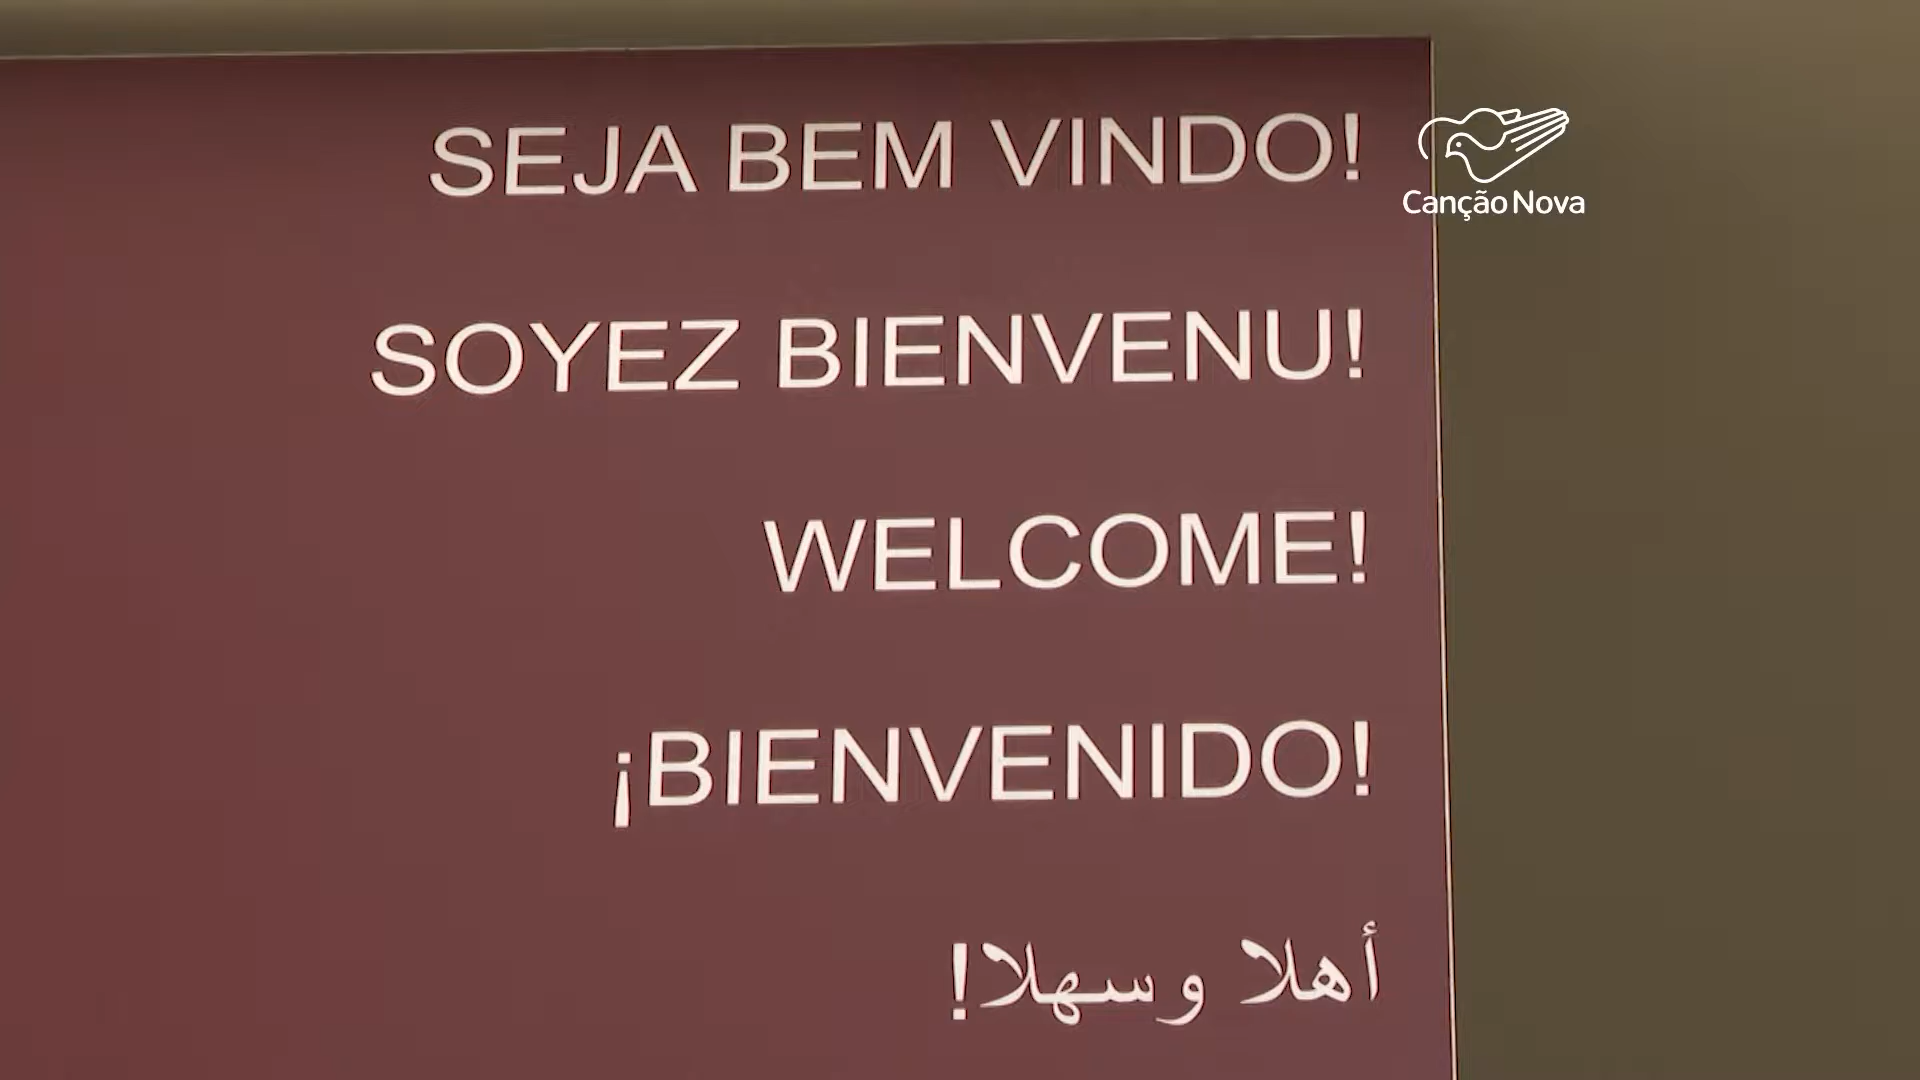 SEJA BEM VINDO!
Canção Nova
SOYEZ BIENVENU!
WELCOME!
¡BIENVENIDO!
أهلا وسهلا!